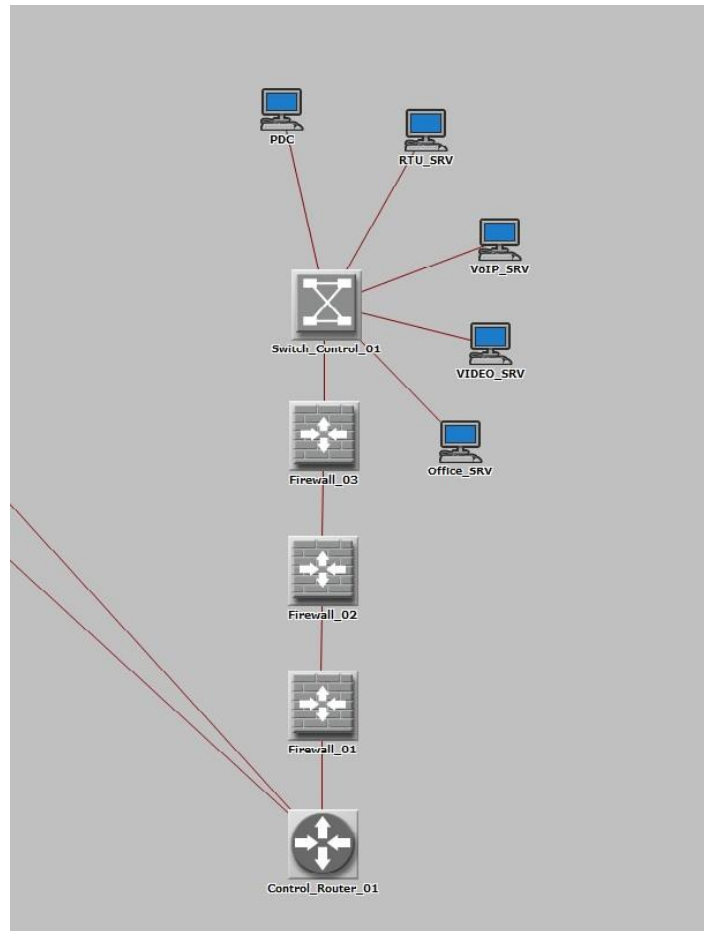 PDC
RTU_SRV
VoIP_SRV
Switch_Control_01
VIDEO_SRV
Office_SRV
Firewall_03
Firewall_02
Firewall_01
Control_Router_01